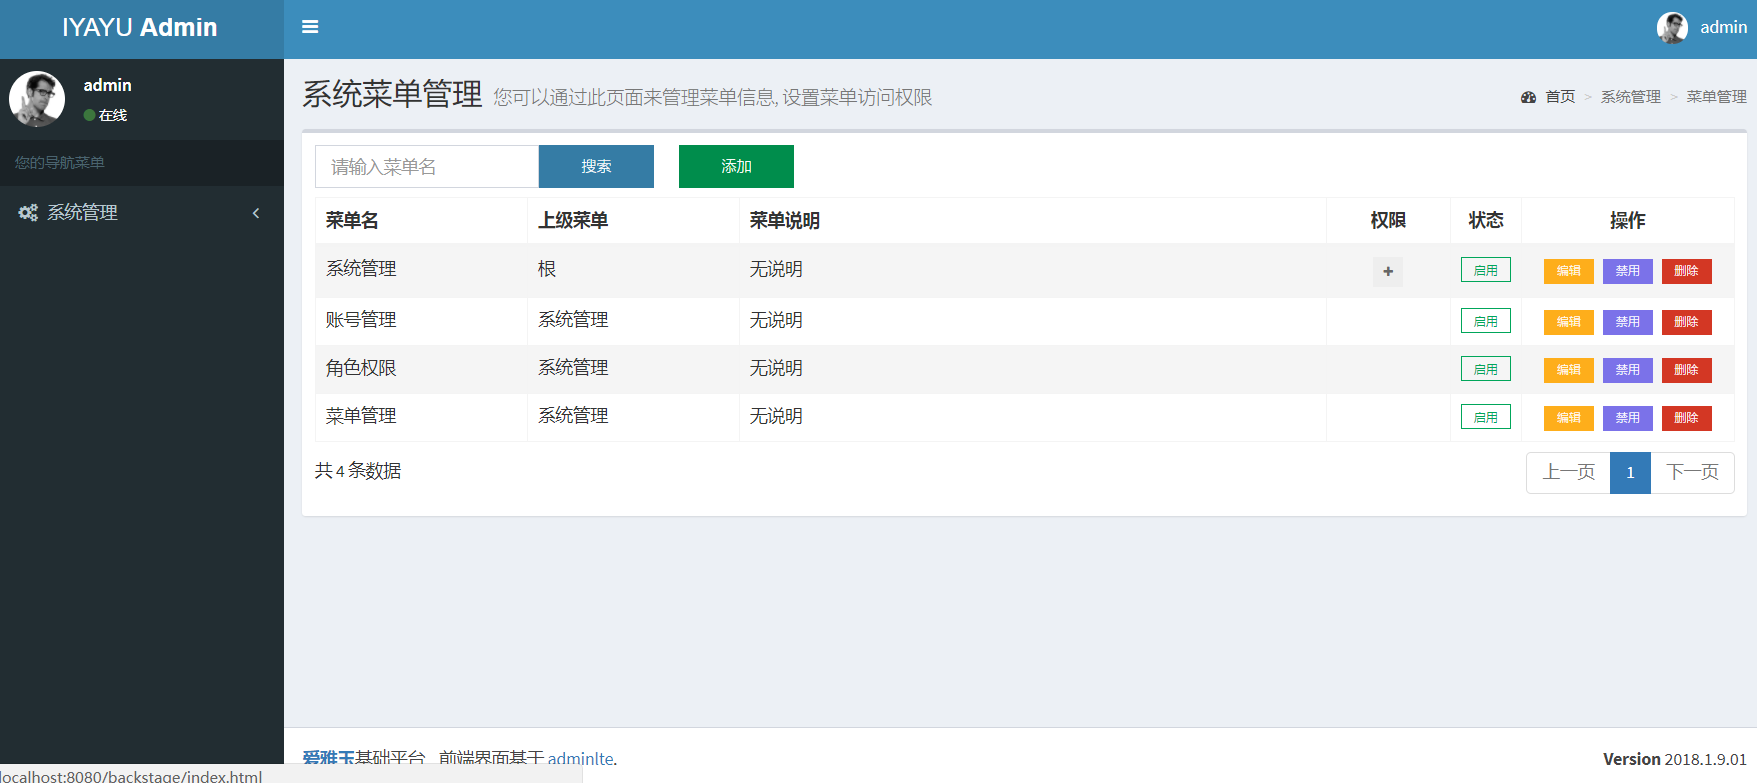 IYAYU Admin
admin
admin
在线
您的导航菜单
系统管理
系统菜单管理 您可以通过此页面来管理菜单信息, 设置菜单访问权限
首页 > 系统管理 > 菜单管理
请输入菜单名 搜索 添加
菜单名 上级菜单 菜单说明 权限 状态 操作
系统管理 根 无说明 + 启用 编辑 禁用 删除
账号管理 系统管理 无说明 启用 编辑 禁用 删除
角色权限 系统管理 无说明 启用 编辑 禁用 删除
菜单管理 系统管理 无说明 启用 编辑 禁用 删除
共 4 条数据
上一页 1 下一页
爱雅玉基础平台 前端界面基于 adminlte.
Version 2018.1.9.01
localhost:8080/backstage/index.html